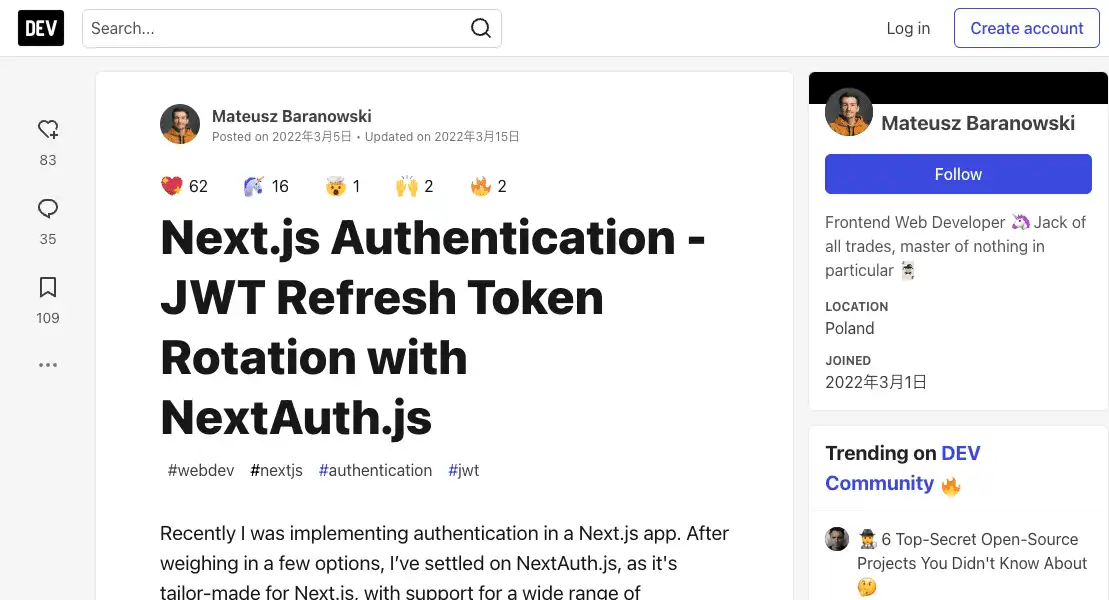 DEV
Search...
Log in
Create account
83
35
109
Mateusz Baranowski
Posted on 2022年3月5日 • Updated on 2022年3月15日
62
16
1
2
2
Next.js Authentication -
JWT Refresh Token
Rotation with
NextAuth.js
#webdev #nextjs #authentication #jwt
Recently I was implementing authentication in a Next.js app. After
weighing in a few options, I’ve settled on NextAuth.js, as it's
tailor-made for Next.js, with support for a wide range of
Mateusz Baranowski
Follow
Frontend Web Developer 🦄 Jack of
all trades, master of nothing in
particular 🃏
LOCATION
Poland
JOINED
2022年3月1日
Trending on DEV
Community 🔥
🕵️ 6 Top-Secret Open-Source
Projects You Didn't Know About
🤔